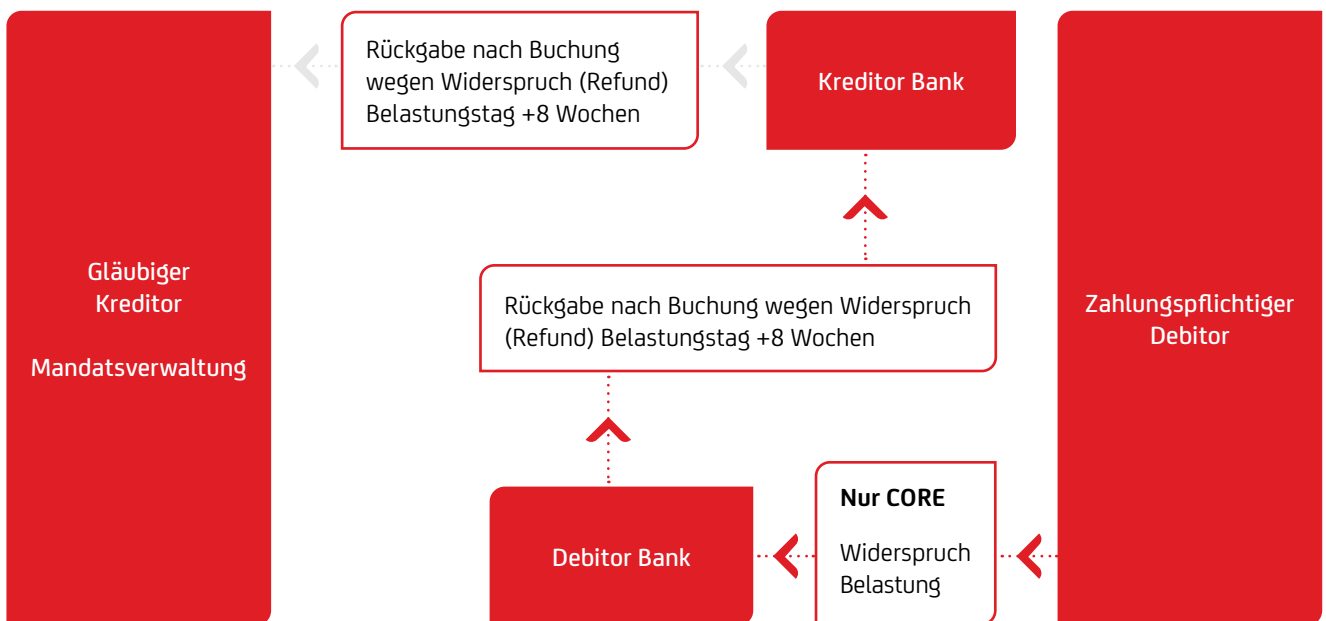 Rückgabe nach Buchung
wegen Widerspruch (Refund)
Belastungstag +8 Wochen
Kreditor Bank
Gläubiger
Kreditor
Mandatsverwaltung
Rückgabe nach Buchung wegen Widerspruch
(Refund) Belastungstag +8 Wochen
Zahlungspflichtiger
Debitor
Debitor Bank
Nur CORE
Widerspruch
Belastung